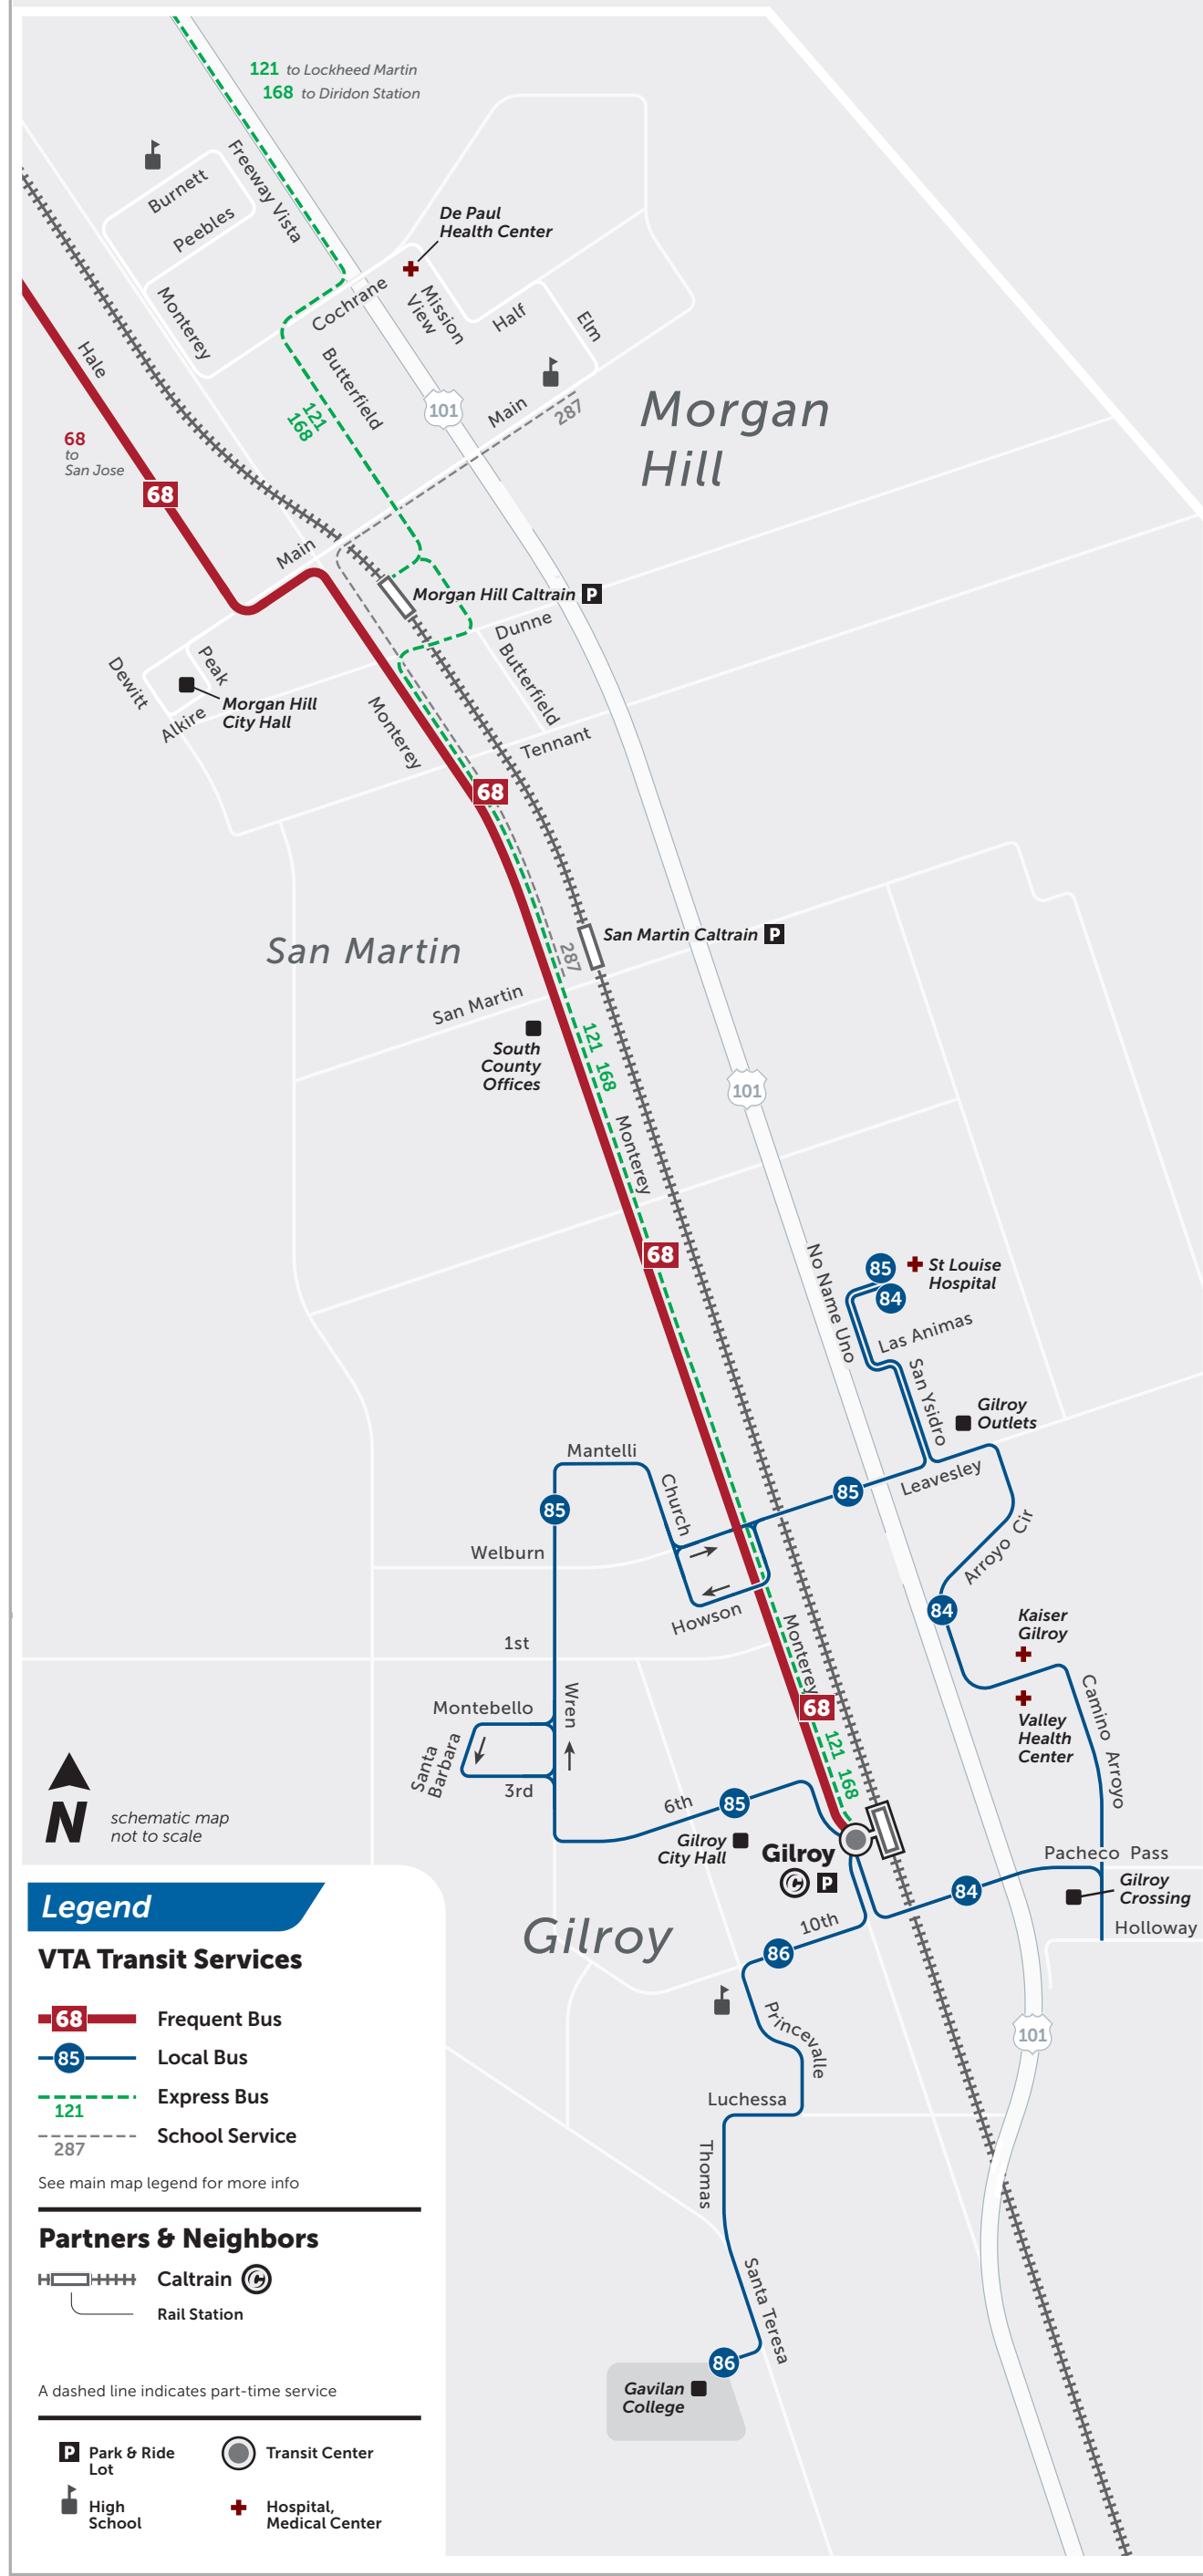 121 to Lockheed Martin
168 to Diridon Station
Freeway Vista
Burnett
Peebles
Monterey
De Paul
Health Center
Cochrane
Mission
View
Half
Elm
Hale
Butterfield
101
121
168
Main
287
Morgan
Hill
68
to
San Jose
68
Main
Morgan Hill Caltrain P
Dunne
Butterfield
Peak
Dewitt
Morgan Hill
City Hall
Alkire
Monterey
Tennant
68
San Martin
San Martin Caltrain P
287
San Martin
South
County
Offices
121 168
101
Monterey
68
No Name Uno
85
St Louise
Hospital
84
Las Animas
San Ysidro
Gilroy
Outlets
Mantelli
Leavesley
85
85
Church
Arroyo Cir
Welburn
Howson
84
Kaiser
Gilroy
1st
Monterey
Wren
68
Montebello
Valley
Health
Center
Camino Arroyo
Santa
Barbara
3rd
121 168
6th
85
N
schematic map
not to scale
Gilroy
City Hall
Gilroy
C P
Pacheco Pass
84
Gilroy
Crossing
Holloway
10th
Gilroy
86
Princevalle
101
Luchessa
Thomas
Santa Teresa
86
Gavilan
College
Legend
VTA Transit Services
68 Frequent Bus
85 Local Bus
121 Express Bus
287 School Service
See main map legend for more info
Partners & Neighbors
Caltrain C
Rail Station
A dashed line indicates part-time service
P Park & Ride
Lot
Transit Center
High
School
Hospital,
Medical Center